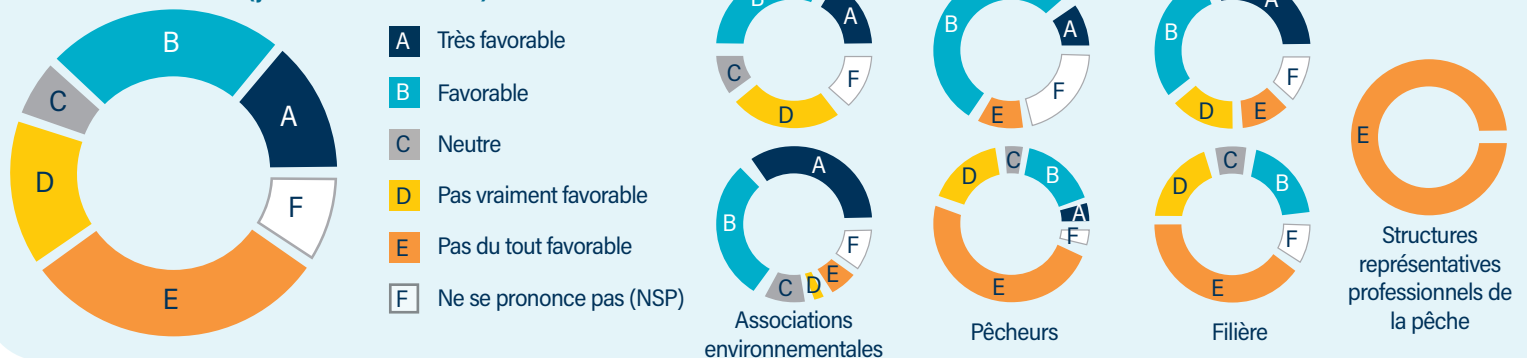 B
A
C
D
F
E
A Très favorable
B Favorable
C Neutre
D Pas vraiment favorable
E Pas du tout favorable
F Ne se prononce pas (NSP)
B
A
C
F
D
B
A
F
E
A
B
F
D
E
E
A
B
F
C
D
E
Associations
environnementales
C
D
B
A
F
E
Pêcheurs
C
D
B
F
E
Filière
Structures
représentatives
professionnels de
la pêche